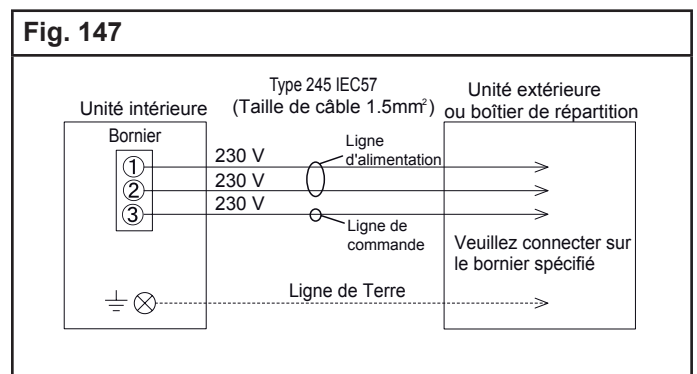 Fig. 147
Type 245 IEC57
(Taille de câble 1.5mm²)
Unité intérieure
Unité extérieure
ou boîtier de répartition
Bornier
① 230 V
② 230 V
③ 230 V
Ligne
d'alimentation
Ligne de
commande
Veuillez connecter sur
le bornier spécifié
Ligne de Terre